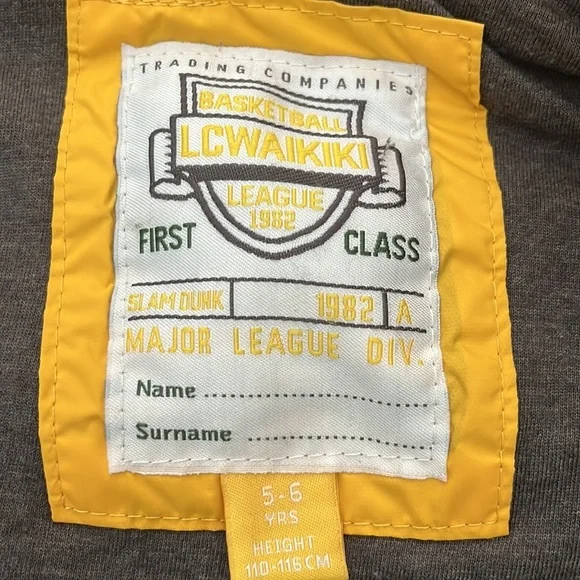 TRADING COMPANIES
BASKETBALL
LCWAIKIKI
LEAGUE
1982
FIRST CLASS
SLAM DUNK 1982 A
MAJOR LEAGUE DIV.
Name ........................
Surname ...................
5-6
YRS
HEIGHT
110-116 CM